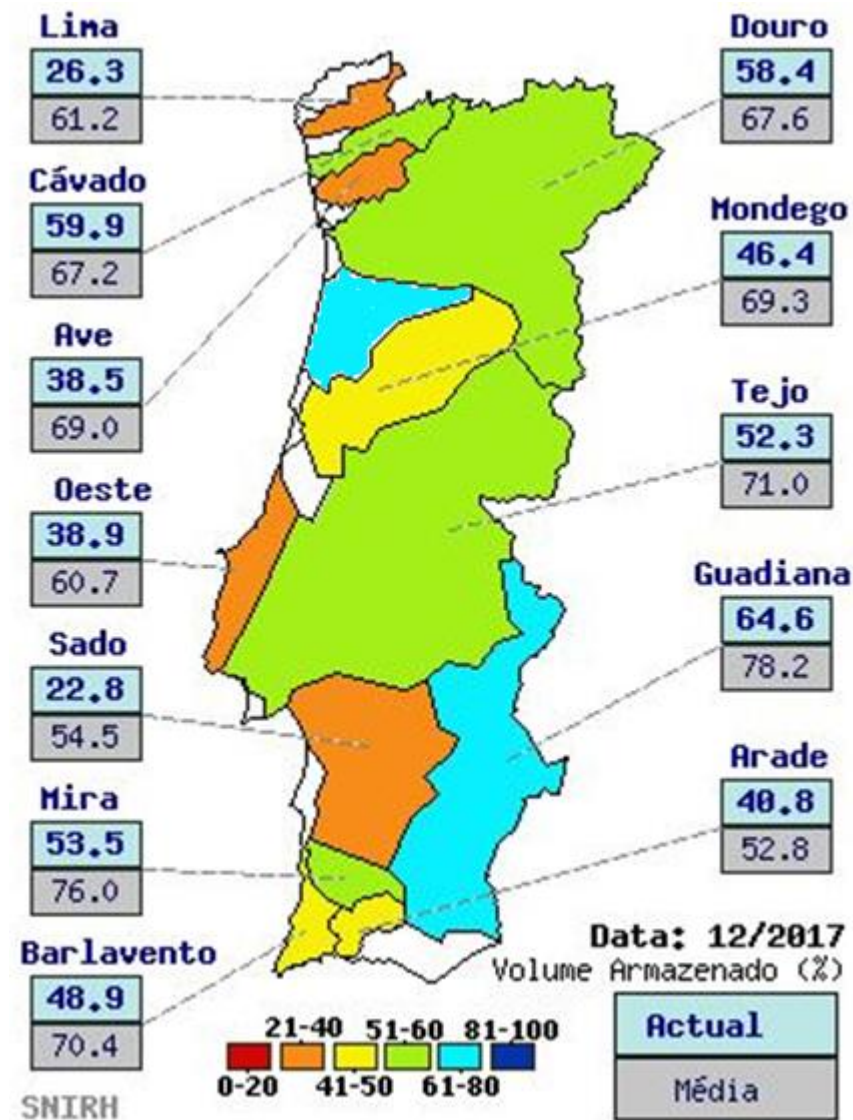 Lima
26.3
61.2
Cávado
59.9
67.2
Ave
38.5
69.0
Oeste
38.9
60.7
Sado
22.8
54.5
Mira
53.5
76.0
Barlavento
48.9
70.4
SNIRH
Douro
58.4
67.6
Mondego
46.4
69.3
Tejo
52.3
71.0
Guadiana
64.6
78.2
Arade
40.8
52.8
Data: 12/2017
Volume Armazenado (%)
Actual
Média
21-40 51-60 81-100
0-20 41-50 61-80